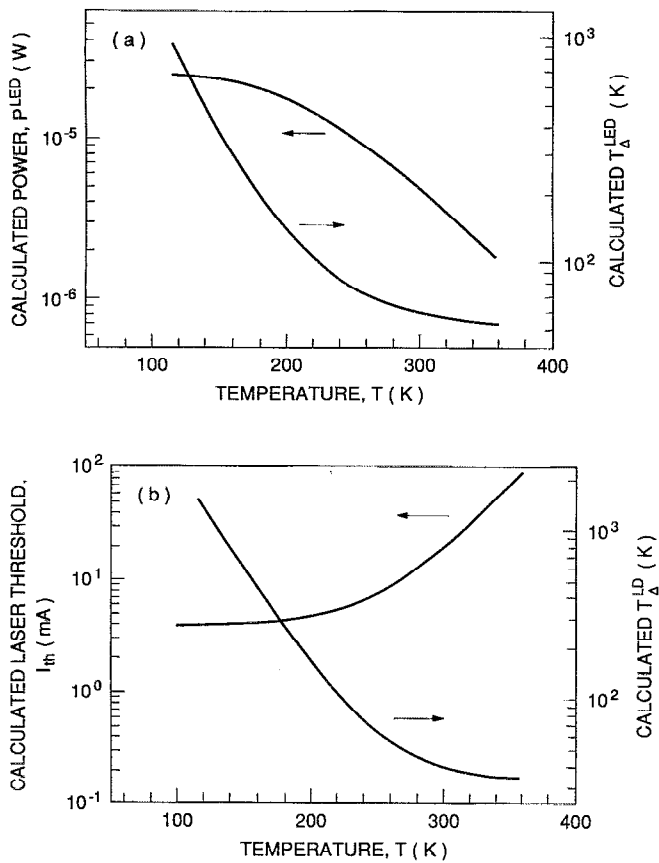 (a)
CALCULATED POWER, P^LED (W)
10^-5
10^-6
10^3
10^2
CALCULATED T_Δ^LED (K)
100 200 300 400
TEMPERATURE, T (K)
(b)
CALCULATED LASER THRESHOLD,
I_th (mA)
10^2
10^1
10^0
10^-1
10^3
10^2
CALCULATED T_Δ^LD (K)
100 200 300 400
TEMPERATURE, T (K)